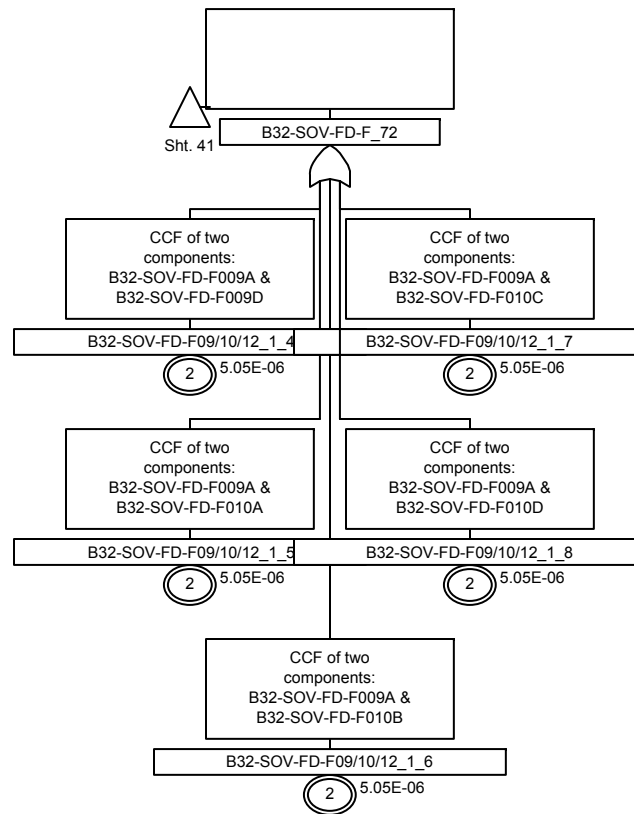 B32-SOV-FD-F_72
Sht. 41
CCF of two
components:
B32-SOV-FD-F009A &
B32-SOV-FD-F009D
B32-SOV-FD-F09/10/12_1_4
2
5.05E-06
CCF of two
components:
B32-SOV-FD-F009A &
B32-SOV-FD-F010C
B32-SOV-FD-F09/10/12_1_7
2
5.05E-06
CCF of two
components:
B32-SOV-FD-F009A &
B32-SOV-FD-F010A
B32-SOV-FD-F09/10/12_1_5
2
5.05E-06
CCF of two
components:
B32-SOV-FD-F009A &
B32-SOV-FD-F010D
B32-SOV-FD-F09/10/12_1_8
2
5.05E-06
CCF of two
components:
B32-SOV-FD-F009A &
B32-SOV-FD-F010B
B32-SOV-FD-F09/10/12_1_6
2
5.05E-06